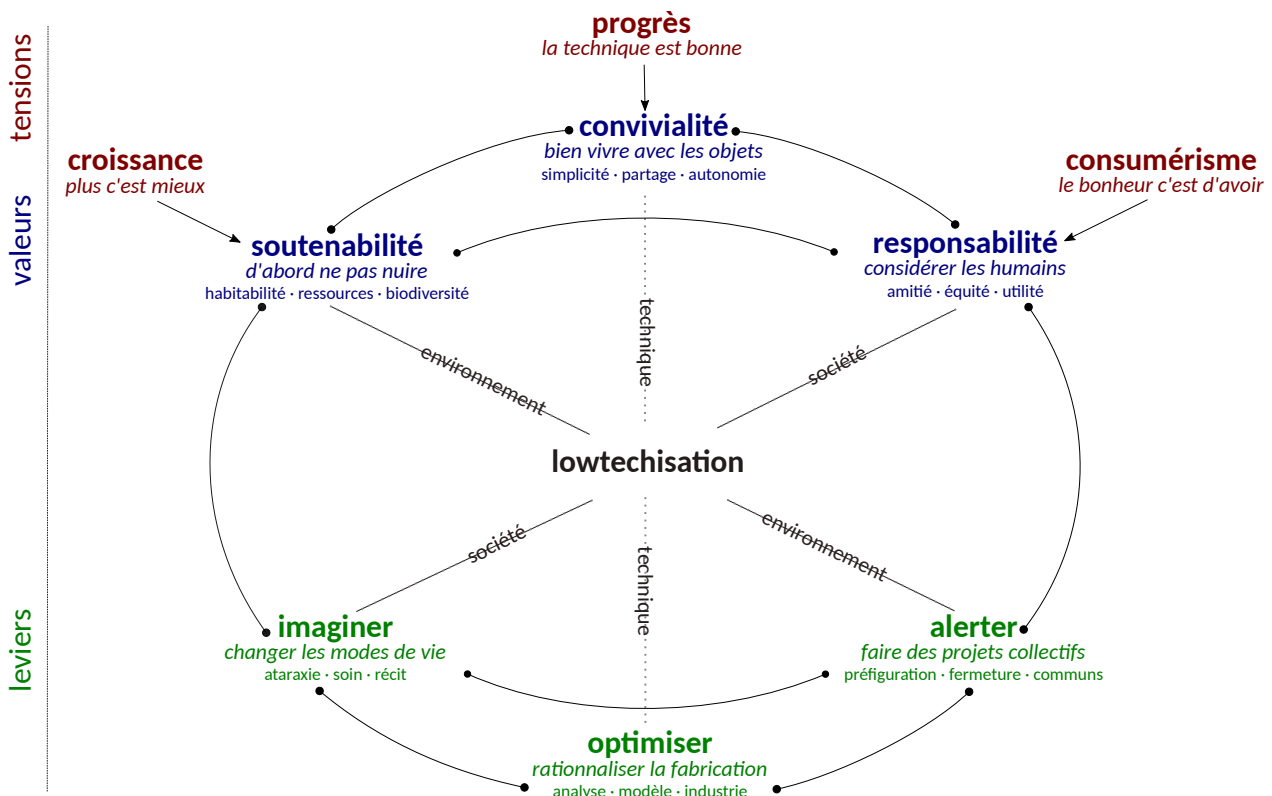 tensions
valeurs
leviers
progrès
la technique est bonne
croissance
plus c'est mieux
convivialité
bien vivre avec les objets
simplicité · partage · autonomie
consumérisme
le bonheur c'est d'avoir
soutenabilité
d'abord ne pas nuire
habitabilité · ressources · biodiversité
responsabilité
considérer les humains
amitié · équité · utilité
environnement
technique
société
lowtechisation
société
technique
environnement
imaginer
changer les modes de vie
ataraxie · soin · récit
alerter
faire des projets collectifs
préfiguration · fermeture · communs
optimiser
rationnaliser la fabrication
analyse · modèle · industrie